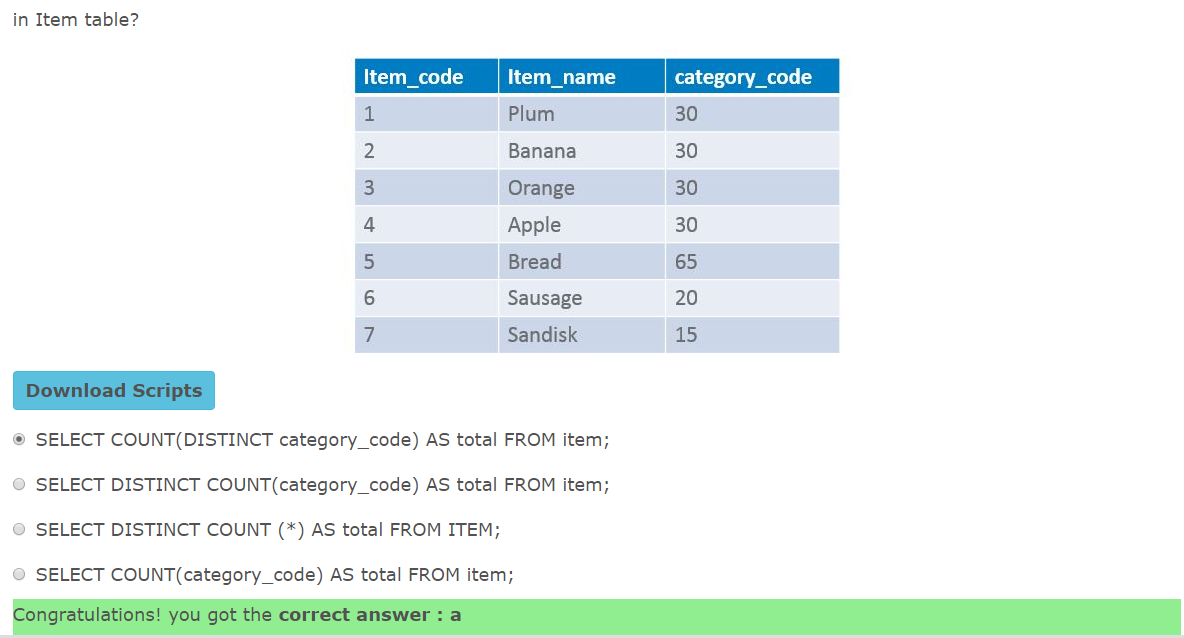 in Item table?
Item_code Item_name category_code
1 Plum 30
2 Banana 30
3 Orange 30
4 Apple 30
5 Bread 65
6 Sausage 20
7 Sandisk 15
Download Scripts
SELECT COUNT(DISTINCT category_code) AS total FROM item;
SELECT DISTINCT COUNT(category_code) AS total FROM item;
SELECT DISTINCT COUNT (*) AS total FROM ITEM;
SELECT COUNT(category_code) AS total FROM item;
Congratulations! you got the correct answer : a